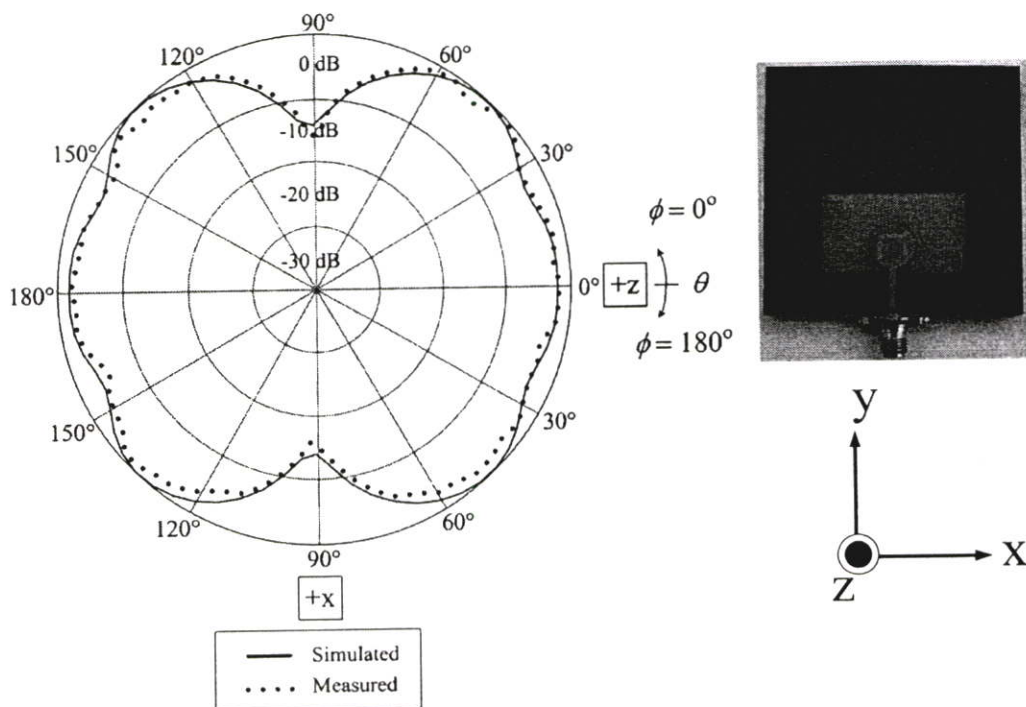 90°
120°
60°
0 dB
-10 dB
150°
30°
-20 dB
ϕ = 0°
-30 dB
180°
0°
+z
θ
ϕ = 180°
150°
30°
120°
60°
90°
+x
Simulated
Measured
y
x
z